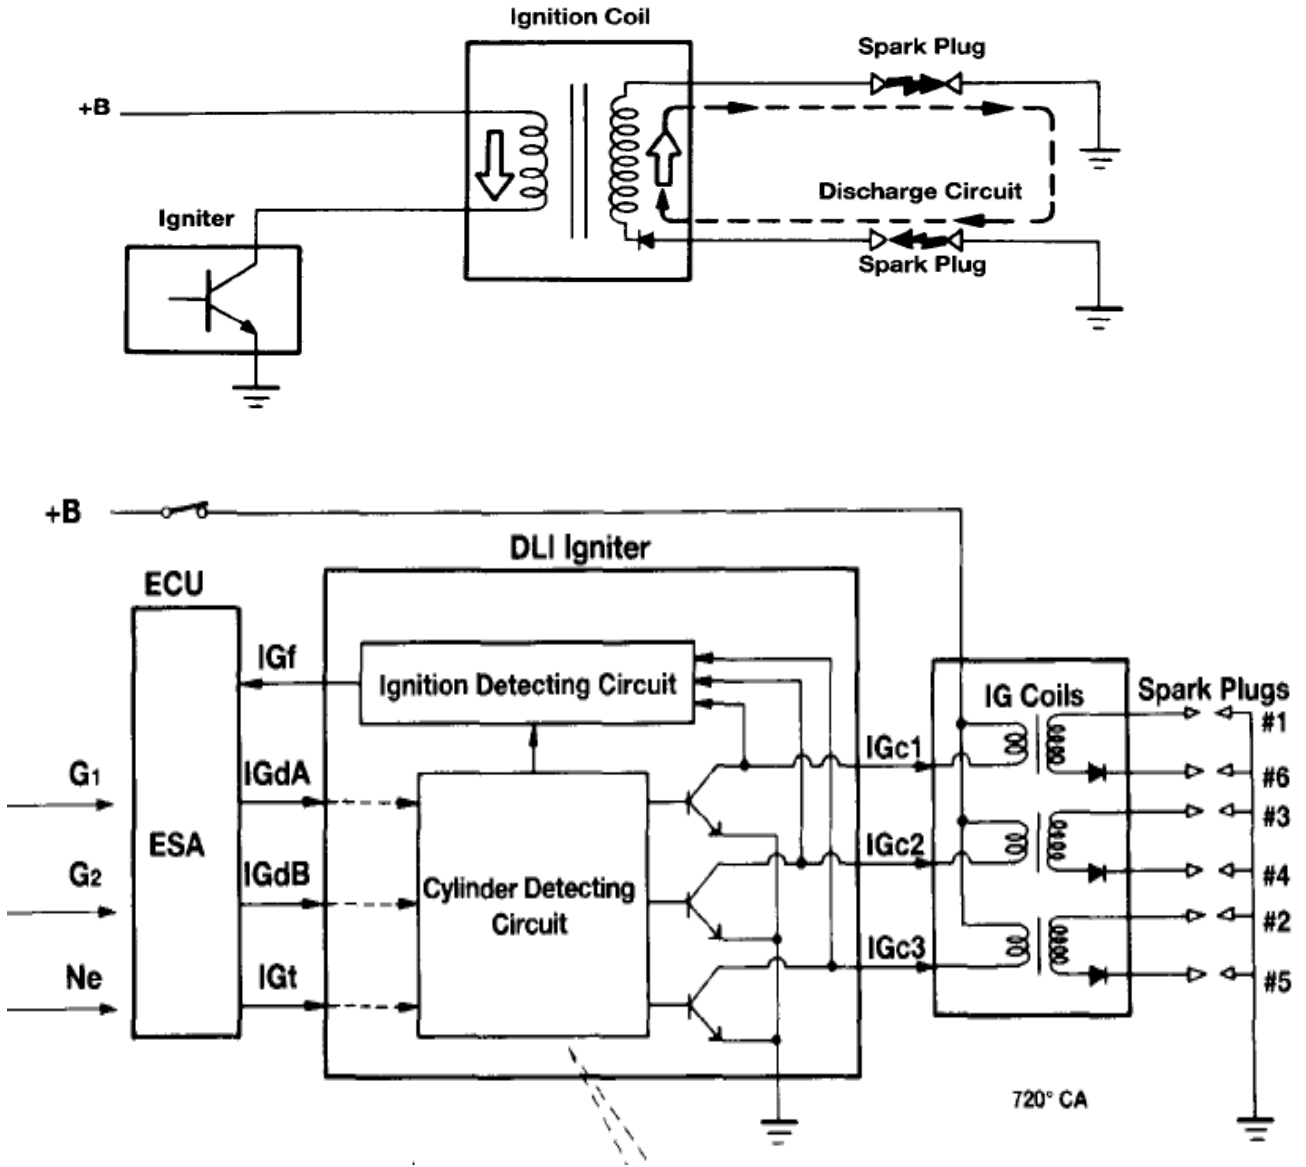 Ignition Coil
Spark Plug
+B
Discharge Circuit
Igniter
Spark Plug
+B
DLI Igniter
ECU
IGf
Ignition Detecting Circuit
IG Coils
Spark Plugs
#1
IGc1
G1
IGdA
#6
#3
ESA
IGc2
G2
IGdB
Cylinder Detecting
Circuit
#4
#2
IGc3
Ne
IGt
#5
720° CA